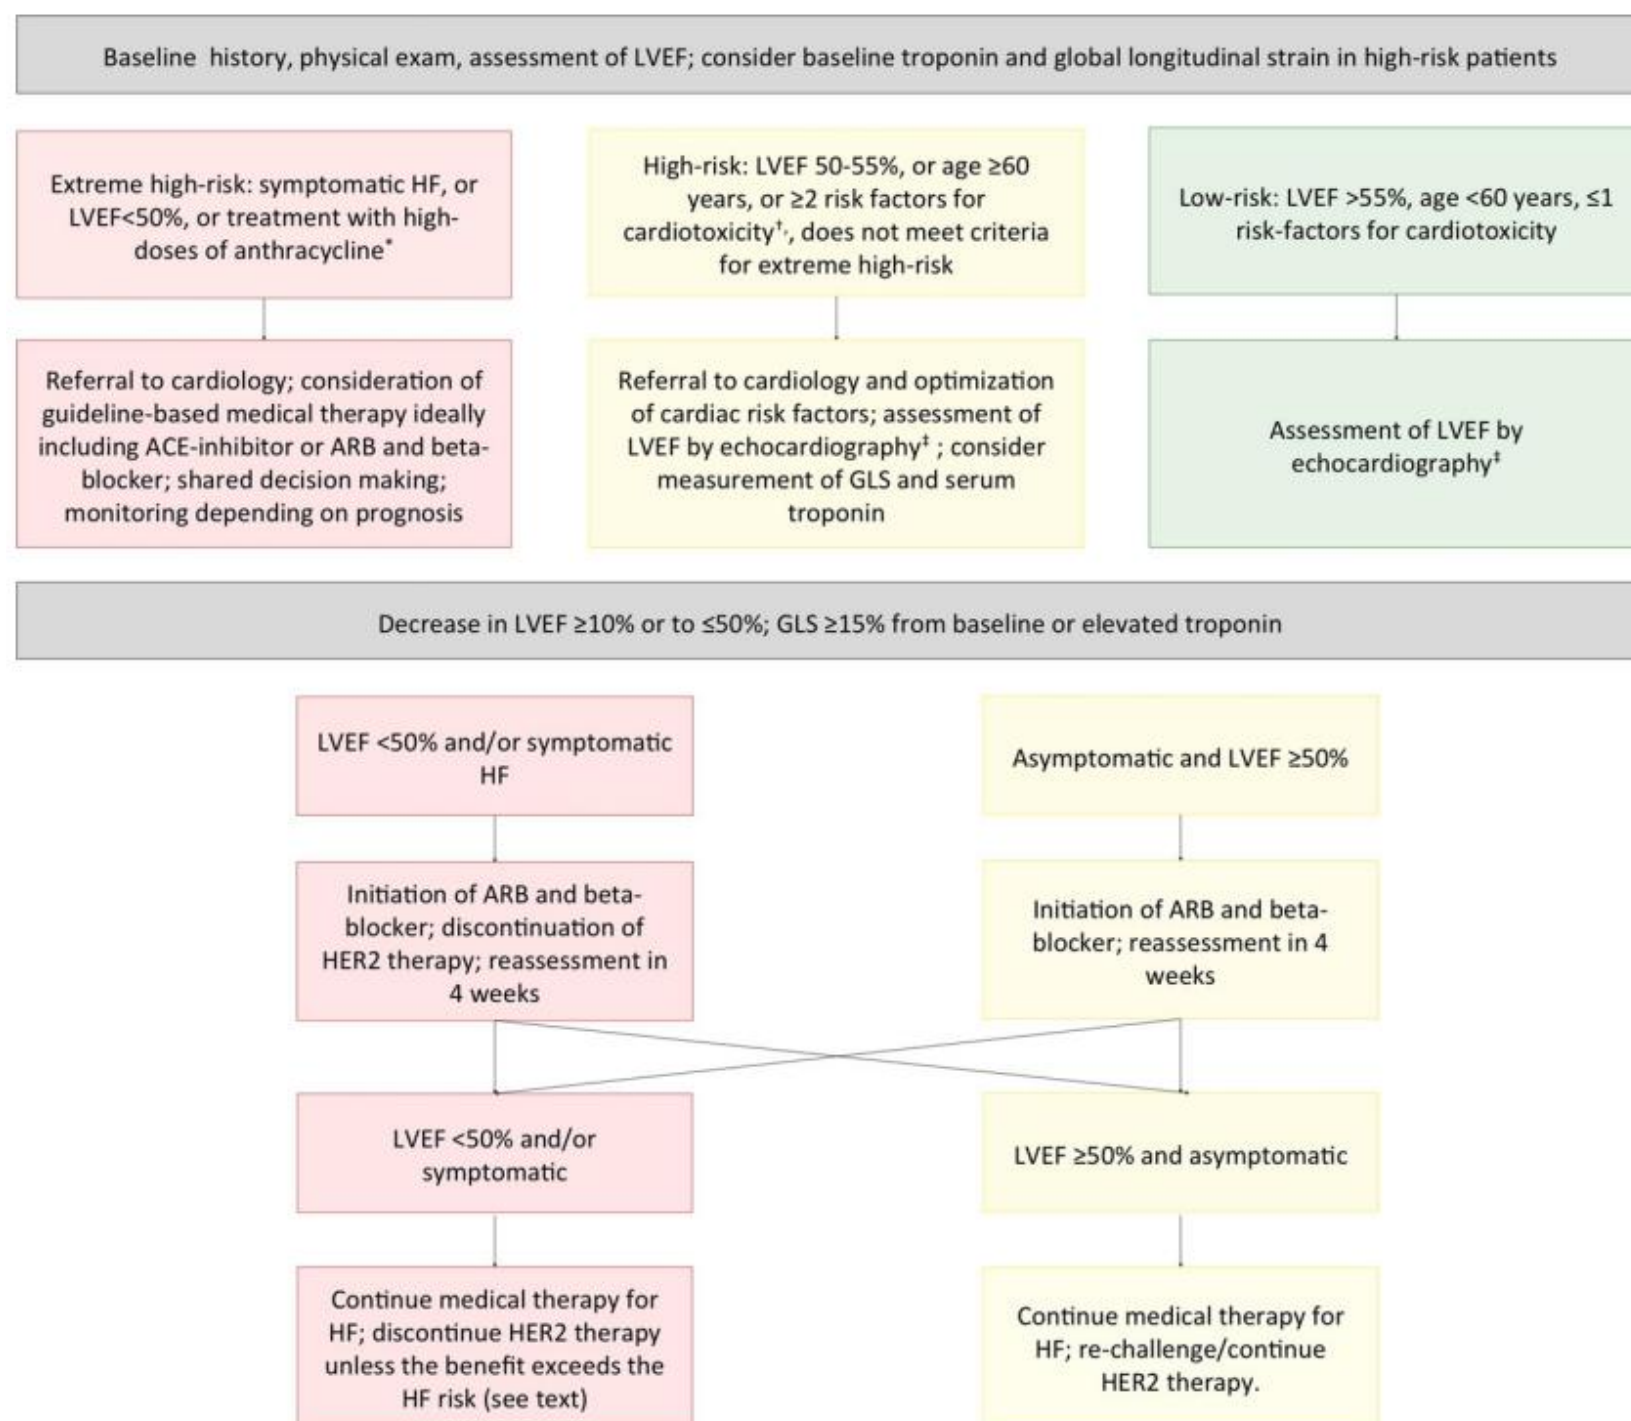 Baseline history, physical exam, assessment of LVEF; consider baseline troponin and global longitudinal strain in high-risk patients
Extreme high-risk: symptomatic HF, or
LVEF<50%, or treatment with high-
doses of anthracycline*
High-risk: LVEF 50-55%, or age ≥60
years, or ≥2 risk factors for
cardiotoxicity†,, does not meet criteria
for extreme high-risk
Low-risk: LVEF >55%, age <60 years, ≤1
risk-factors for cardiotoxicity
Referral to cardiology; consideration of
guideline-based medical therapy ideally
including ACE-inhibitor or ARB and beta-
blocker; shared decision making;
monitoring depending on prognosis
Referral to cardiology and optimization
of cardiac risk factors; assessment of
LVEF by echocardiography‡ ; consider
measurement of GLS and serum
troponin
Assessment of LVEF by
echocardiography‡
Decrease in LVEF ≥10% or to ≤50%; GLS ≥15% from baseline or elevated troponin
LVEF <50% and/or symptomatic
HF
Asymptomatic and LVEF ≥50%
Initiation of ARB and beta-
blocker; discontinuation of
HER2 therapy; reassessment in
4 weeks
Initiation of ARB and beta-
blocker; reassessment in 4
weeks
LVEF <50% and/or
symptomatic
LVEF ≥50% and asymptomatic
Continue medical therapy for
HF; discontinue HER2 therapy
unless the benefit exceeds the
HF risk (see text)
Continue medical therapy for
HF; re-challenge/continue
HER2 therapy.